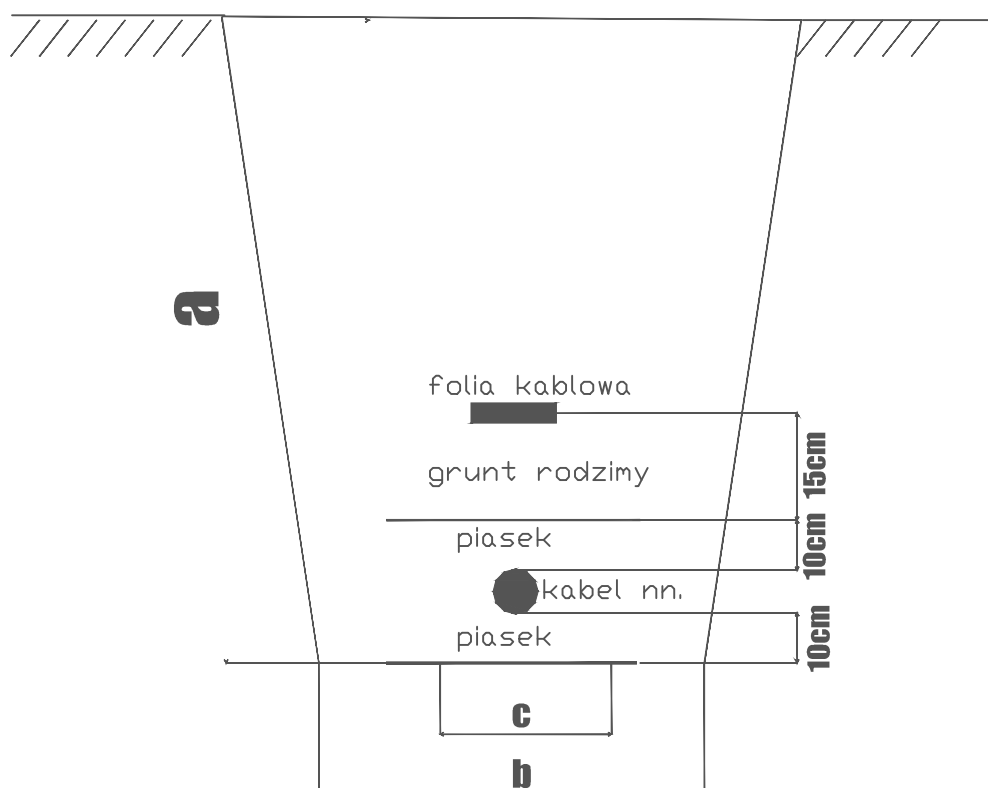 a
folia kablowa
15cm
grunt rodzimy
10cm
piasek
kabel nn.
10cm
piasek
c
b